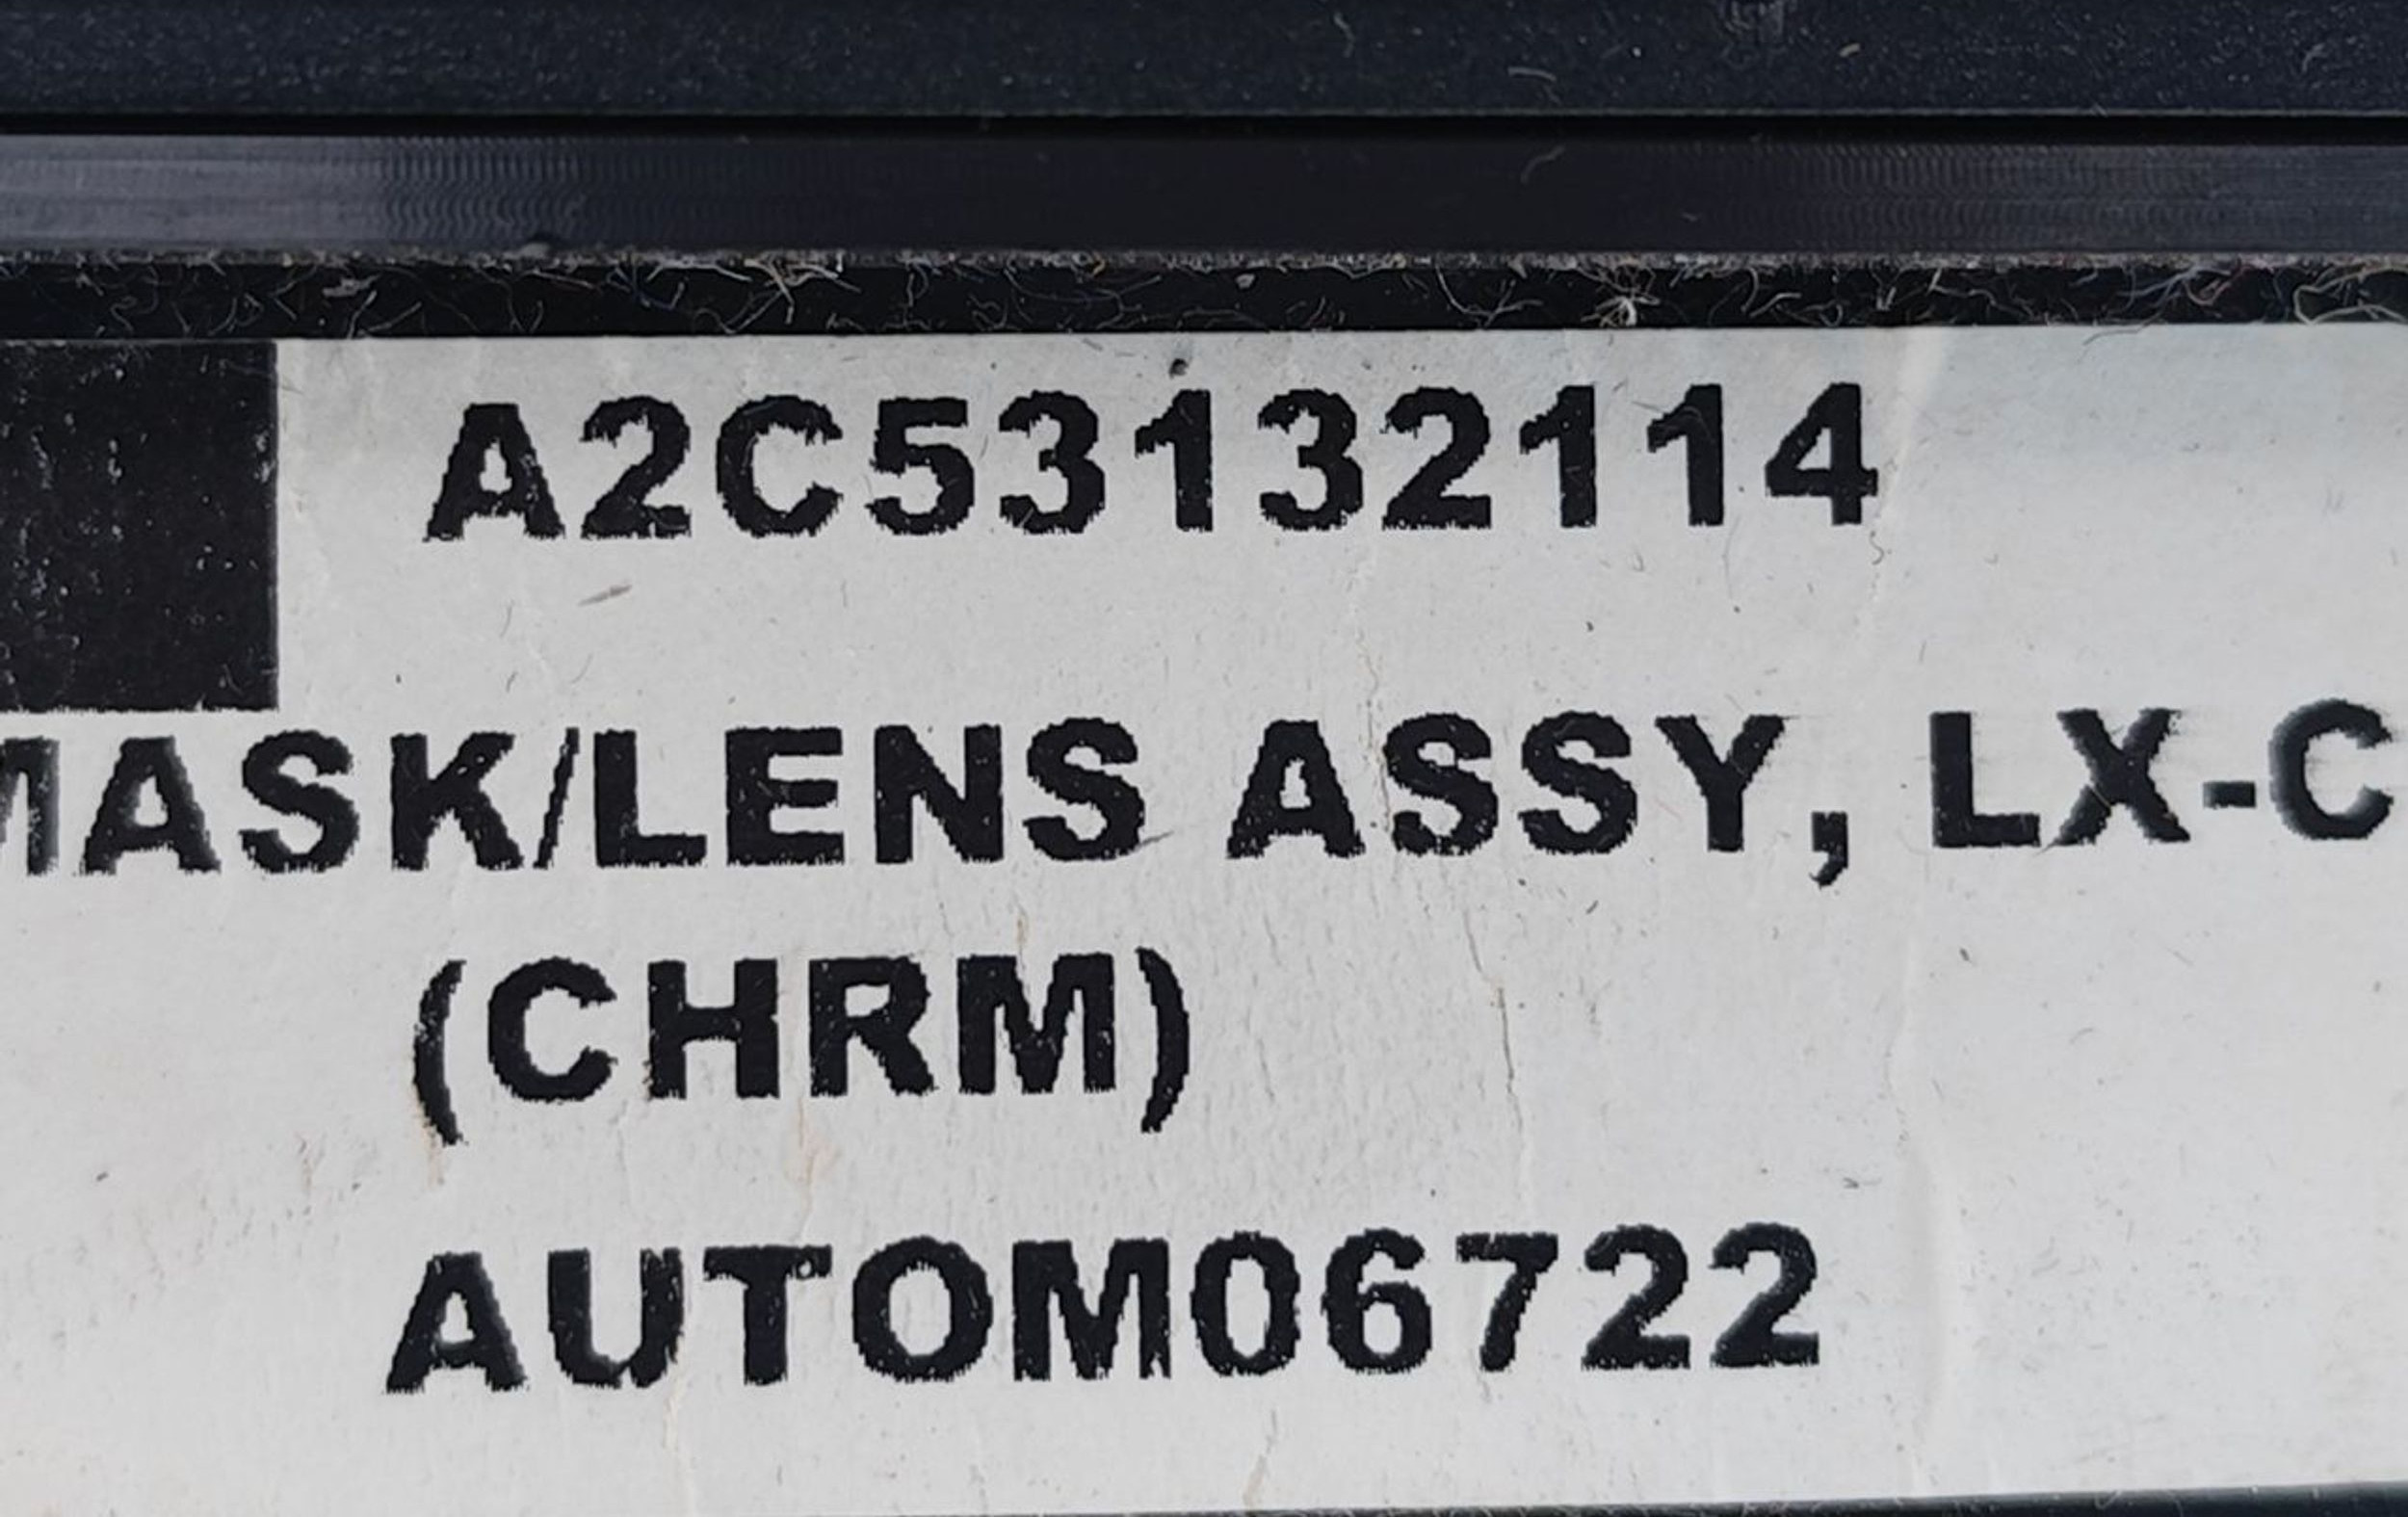 A2C53132114
MASK/LENS ASSY, LX-C
(CHRM)
AUTOM06722